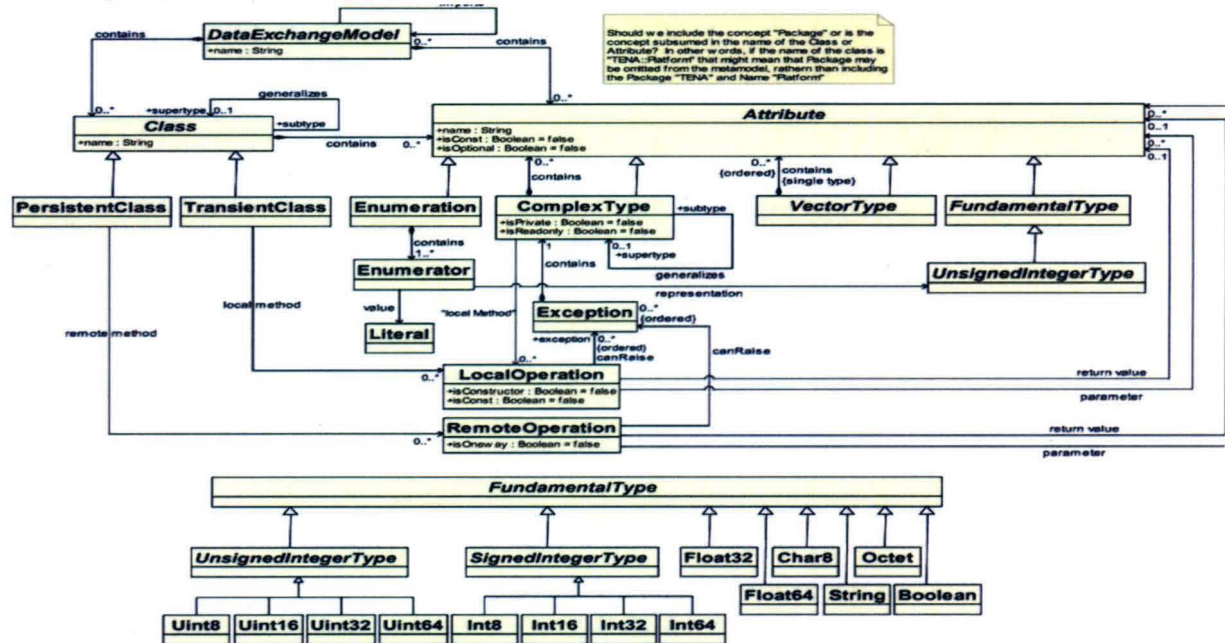 imports
DataExchangeModel
+name : String
contains
0..*
contains
Should we include the concept "Package" or is the
concept subsumed in the name of the Class or
Attribute? In other words, if the name of the class is
"TENA::Platform" that might mean that Package may
be omitted from the metamodel, rathern than including
the Package "TENA" and Name "Platform"
generalizes
0..*
+supertype
0..1
0..*
Class
+subtype
+name : String
contains
0..*
Attribute
+name : String
+isConst : Boolean = false
+isOptional : Boolean = false
0..*
0..1
0..*
0..1
0..*
contains
0..*
{ordered}
contains
{single type}
PersistentClass
TransientClass
Enumeration
ComplexType
+isPrivate : Boolean = false
+isReadonly : Boolean = false
+subtype
VectorType
FundamentalType
contains
1..*
1
0..1
+supertype
contains
generalizes
Enumerator
UnsignedIntegerType
representation
local method
value
"local Method"
Exception
0..*
{ordered}
remote method
Literal
+exception
0..*
{ordered}
canRaise
canRaise
0..*
0..*
LocalOperation
+isConstructor : Boolean = false
+isConst : Boolean = false
return value
parameter
RemoteOperation
0..*
+isOneway : Boolean = false
return value
parameter
FundamentalType
UnsignedIntegerType
SignedIntegerType
Float32
Char8
Octet
Float64
String
Boolean
Uint8
Uint16
Uint32
Uint64
Int8
Int16
Int32
Int64